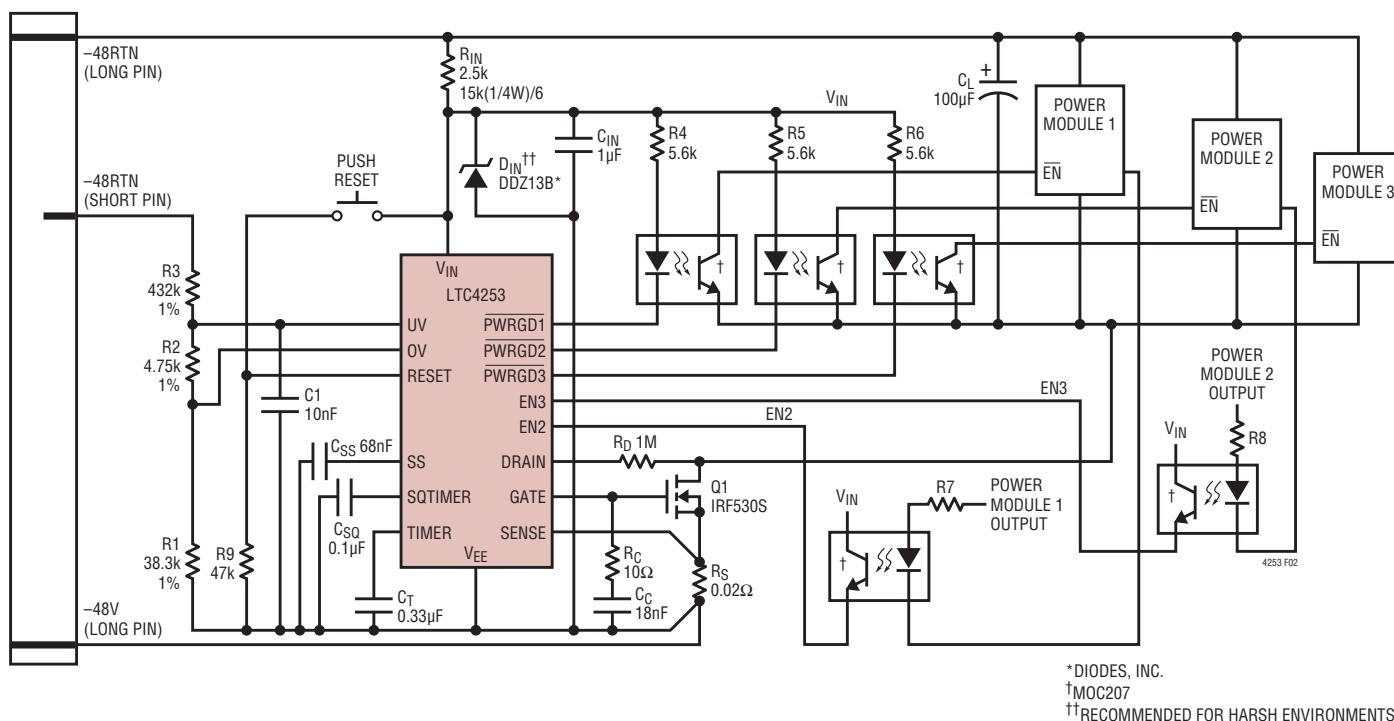 –48RTN
(LONG PIN)
RIN
2.5k
15k(1/4W)/6
–48RTN
(SHORT PIN)
PUSH
RESET
DIN††
DDZ13B*
CIN
1µF
VIN
R4
5.6k
R5
5.6k
R6
5.6k
CL
100µF
+
POWER
MODULE 1
EN
POWER
MODULE 2
EN
POWER
MODULE 3
EN
†
†
†
R3
432k
1%
R2
4.75k
1%
R1
38.3k
1%
R9
47k
C1
10nF
CSS 68nF
CSQ
0.1µF
CT
0.33µF
VIN
LTC4253
UV
OV
RESET
SS
SQTIMER
TIMER
VEE
PWRGD1
PWRGD2
PWRGD3
EN3
EN2
DRAIN
GATE
SENSE
RD 1M
Q1
IRF530S
RC
10Ω
CC
18nF
RS
0.02Ω
EN2
EN3
VIN
†
R7
POWER
MODULE 1
OUTPUT
POWER
MODULE 2
OUTPUT
VIN
R8
†
4253 F02
–48V
(LONG PIN)
*DIODES, INC.
†MOC207
††RECOMMENDED FOR HARSH ENVIRONMENTS